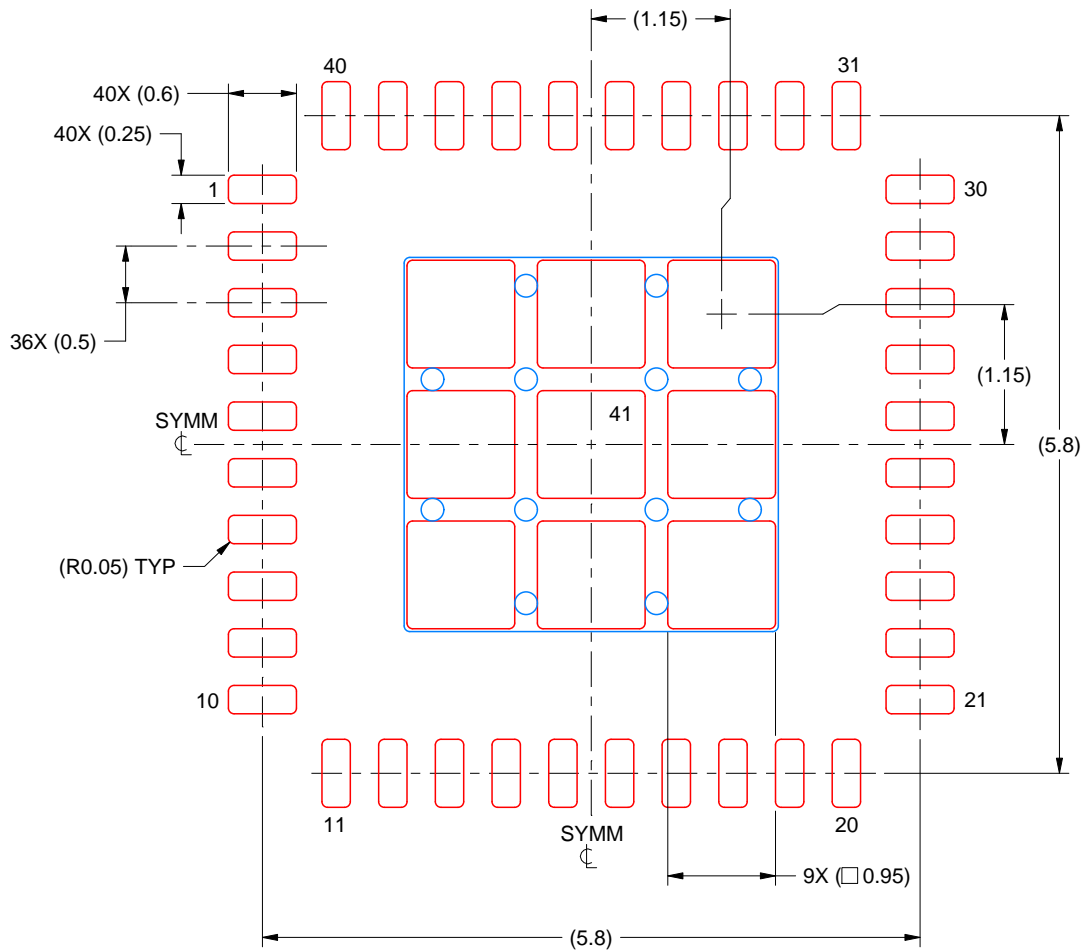 (1.15)
40
31
40X (0.6)
40X (0.25)
1
30
36X (0.5)
(1.15)
41
SYMM
℄
(5.8)
(R0.05) TYP
10
21
11
20
SYMM
℄
9X (□ 0.95)
(5.8)